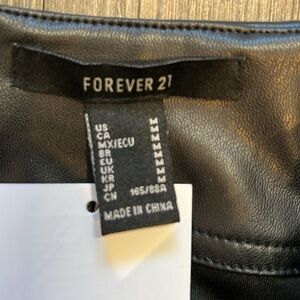 FOREVER 21
US M
CA M
MX/ECU M
BR M
EU M
UK M
KR M
JP M
CN 165/88A
MADE IN CHINA